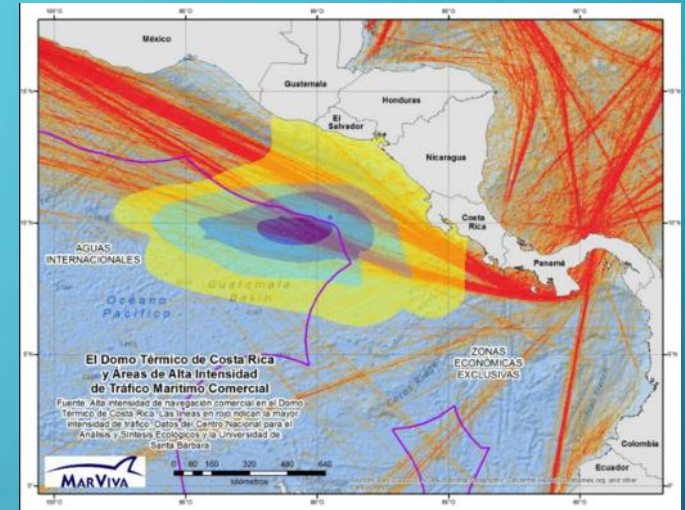 México
Guatemala
Honduras
El
Salvador
Nicaragua
Costa
Rica
Panamá
AGUAS
INTERNACIONALES
Guatemala
Basin
Océano
Pacífico
ZONAS
ECONÓMICAS
EXCLUSIVAS
El Domo Térmico de Costa Rica
y Áreas de Alta Intensidad
de Tráfico Marítimo Comercial
Fuente: Alta intensidad de navegación comercial en el Domo
Térmico de Costa Rica. Las líneas en rojo indican la mayor
intensidad de tráfico. Datos del Centro Nacional para el
Análisis y Síntesis Ecológicos y la Universidad de
Santa Bárbara.
Colombia
Ecuador
MARVIVA
0 80 160 320 480 640
kilómetros